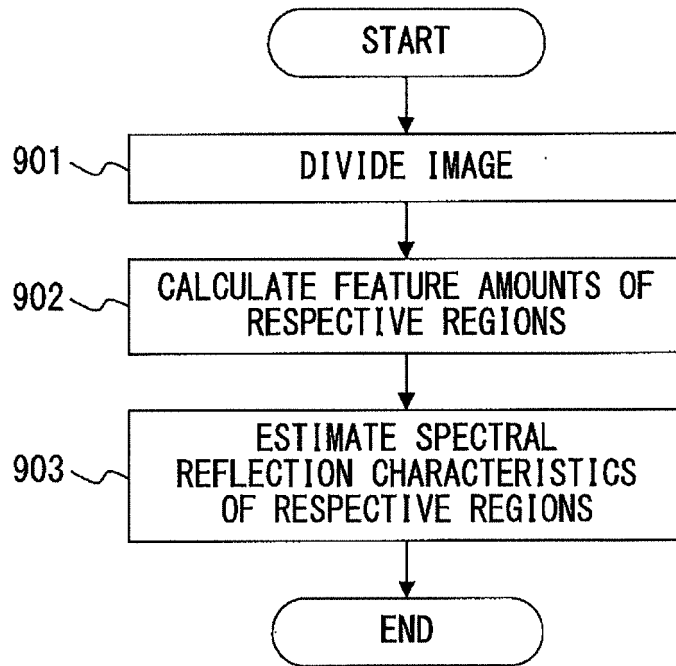 START
901
DIVIDE IMAGE
902
CALCULATE FEATURE AMOUNTS OF
RESPECTIVE REGIONS
903
ESTIMATE SPECTRAL
REFLECTION CHARACTERISTICS
OF RESPECTIVE REGIONS
END